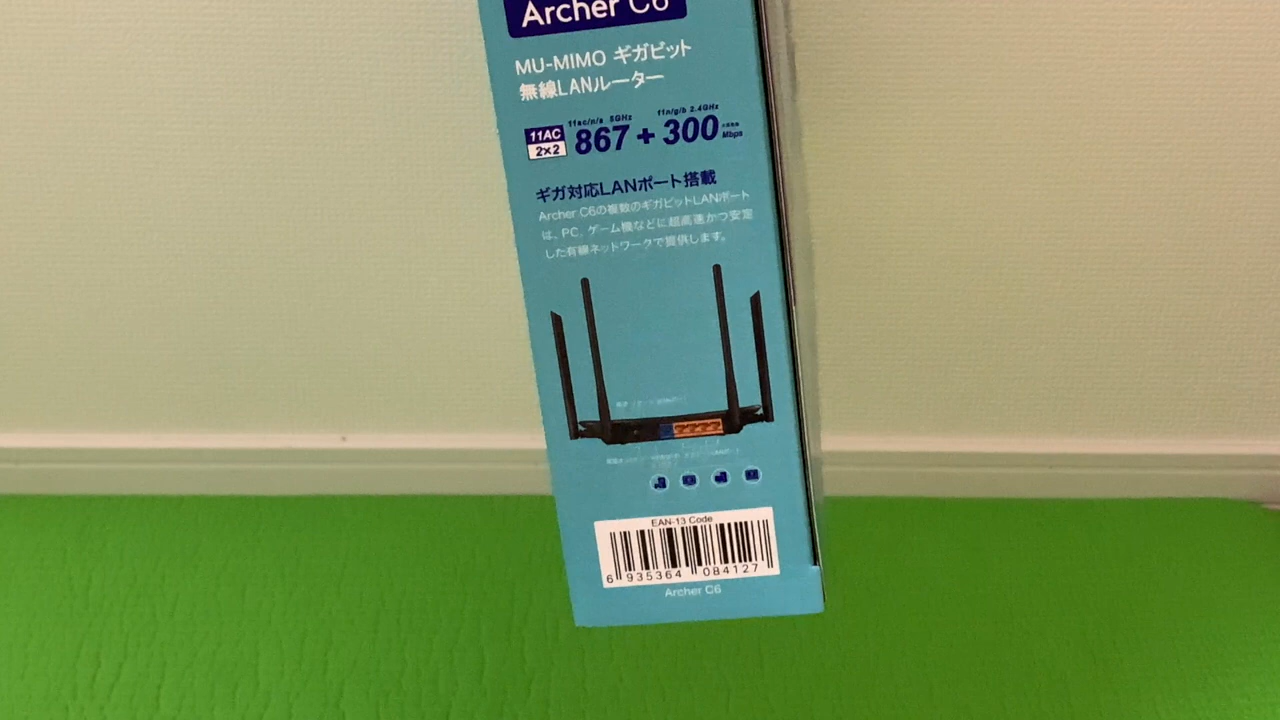 Archer C6
MU-MIMO ギガビット
無線LANルーター
11ac/n/a 5GHz
11n/g/b 2.4GHz
11AC
2×2
867 + 300
Mbps
ギガ対応LANポート搭載
Archer C6の複数のギガビットLANポート
は、PC、ゲーム機などに超高速かつ安定
した有線ネットワークで提供します。
EAN-13 Code
6 935364 084127
Archer C6